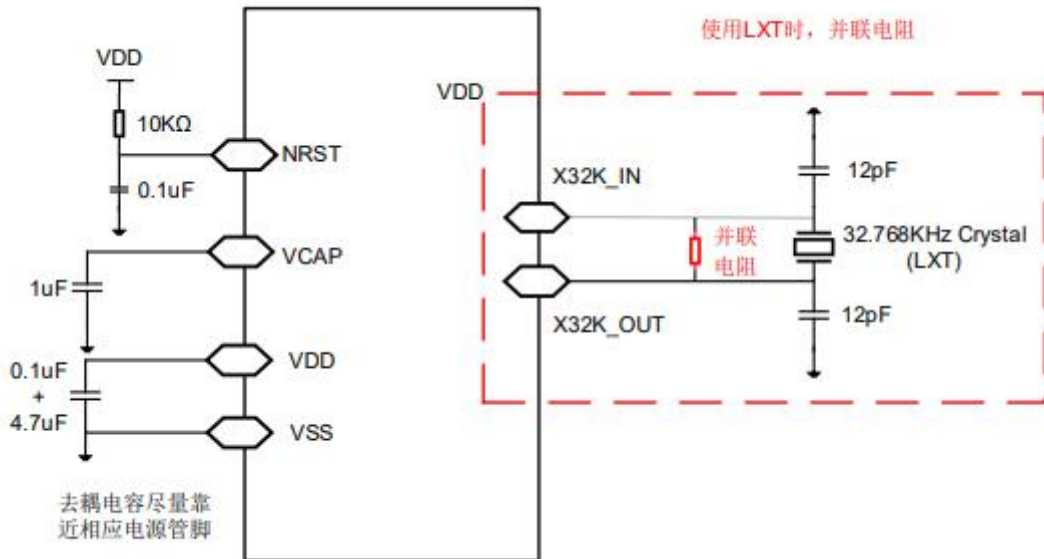 使用LXT时，并联电阻
VDD
VDD
10KΩ
NRST
0.1uF
X32K_IN
12pF
VCAP
并联
电阻
32.768KHz Crystal
(LXT)
1uF
X32K_OUT
12pF
VDD
0.1uF
+
4.7uF
VSS
去耦电容尽量靠
近相应电源管脚